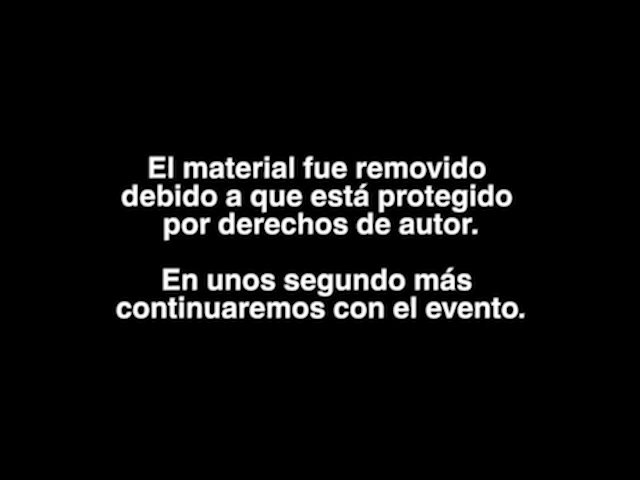 El material fue removido
debido a que está protegido
por derechos de autor.
En unos segundo más
continuaremos con el evento.